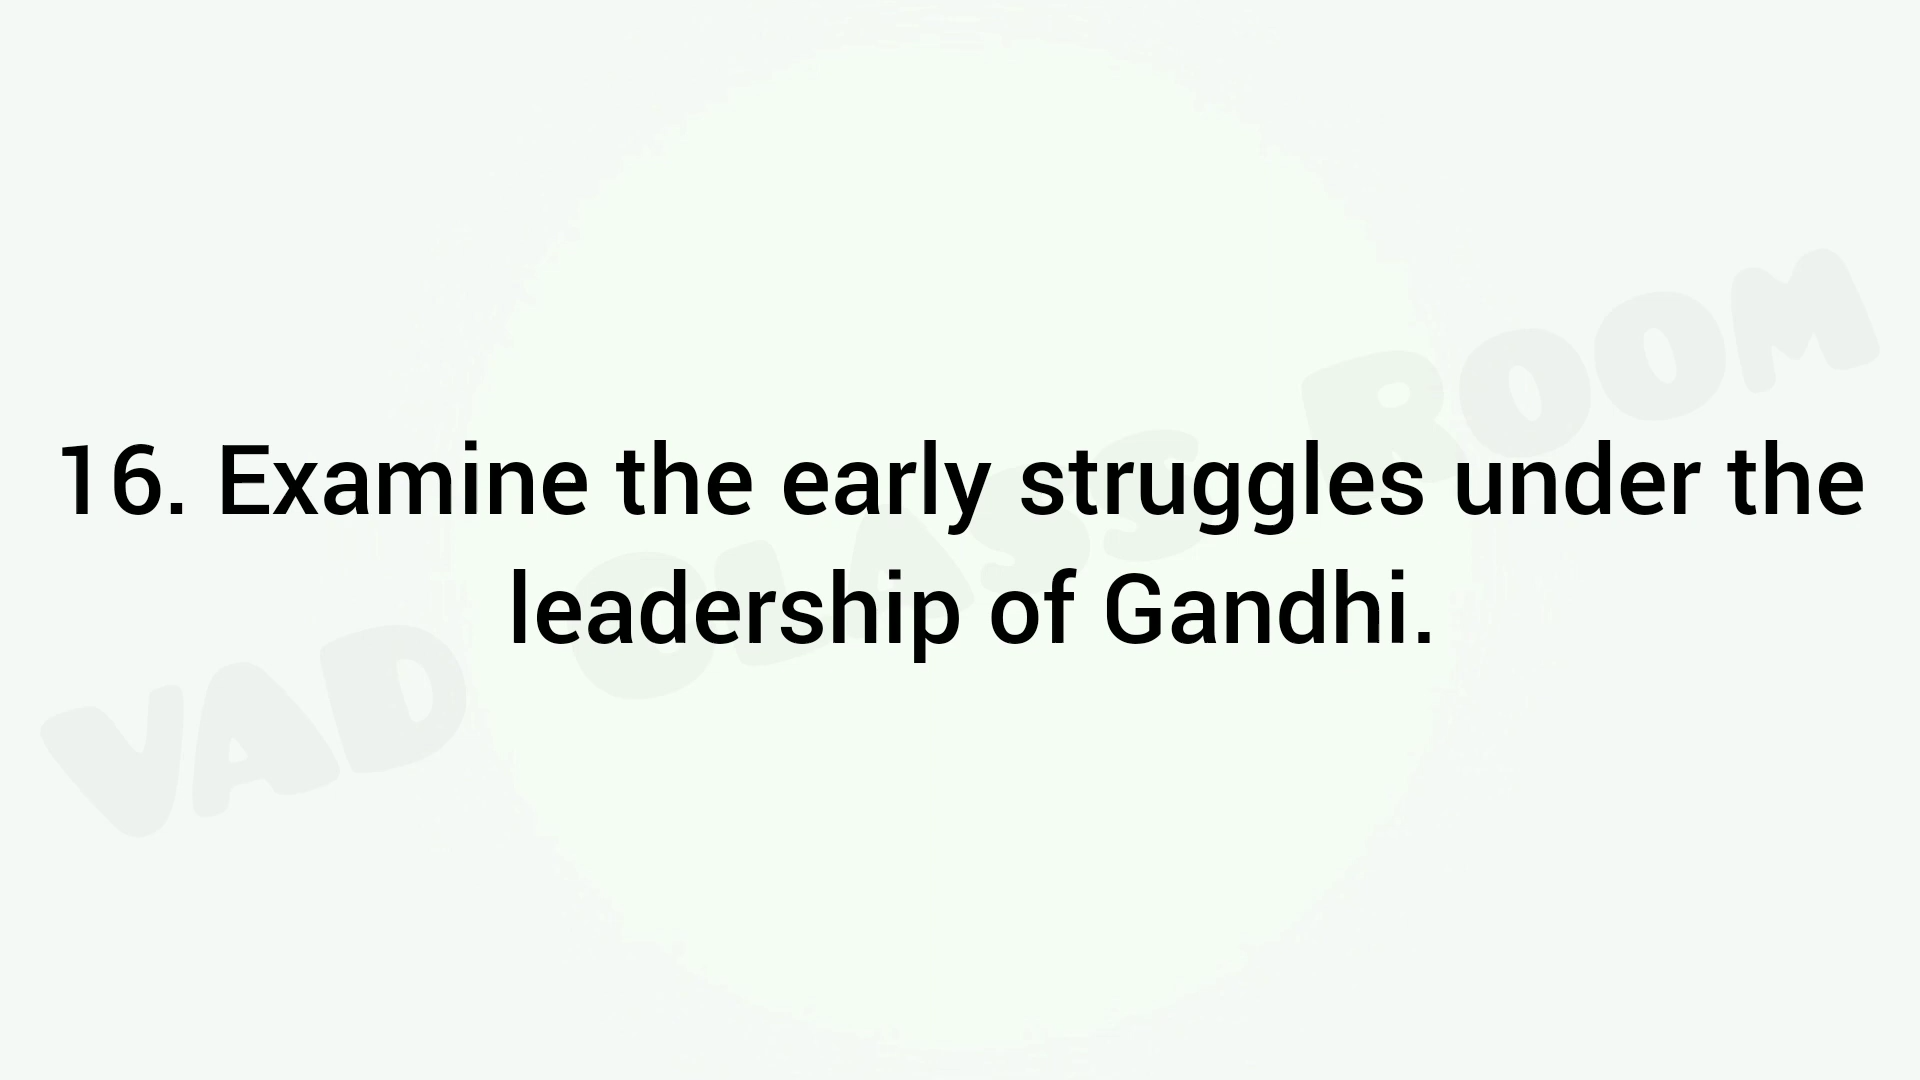 16. Examine the early struggles under the
leadership of Gandhi.
VAD CLASS ROOM